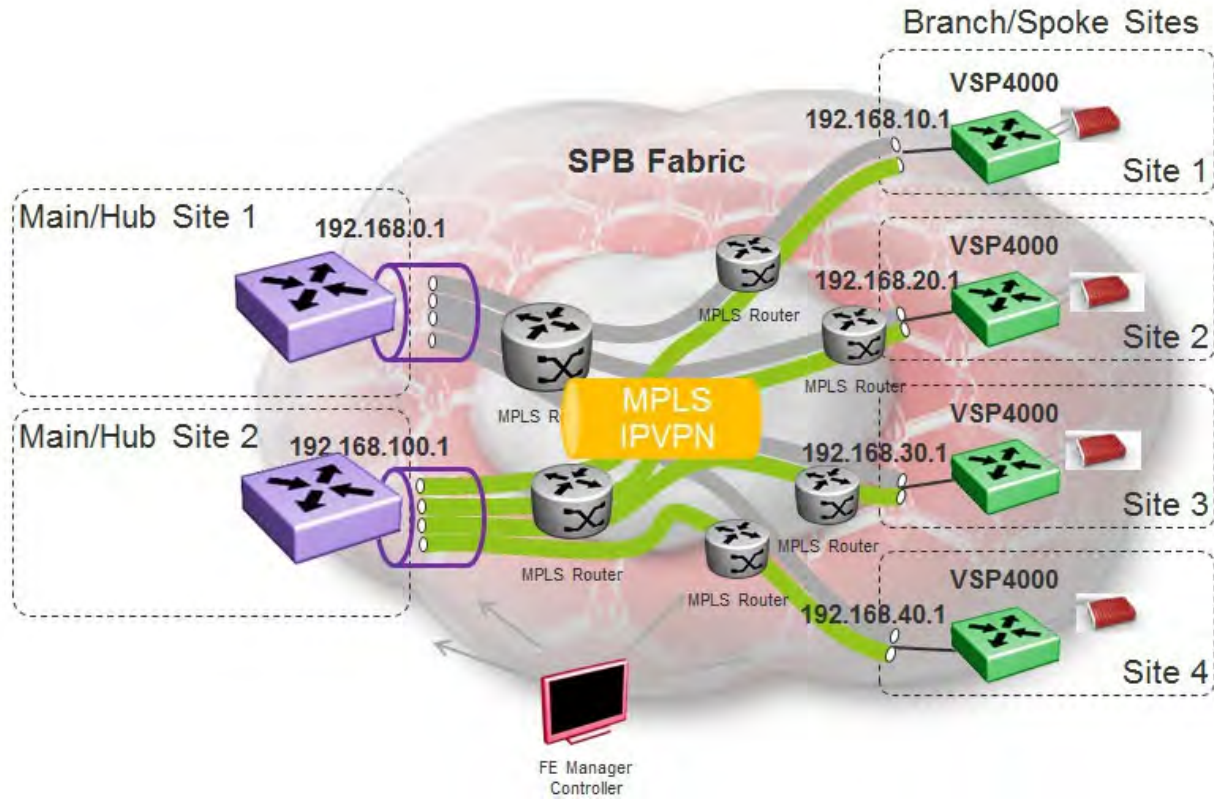 Branch/Spoke Sites
VSP4000
192.168.10.1
SPB Fabric
Site 1
Main/Hub Site 1
192.168.0.1
VSP4000
192.168.20.1
MPLS Router
Site 2
MPLS Router
MPLS
MPLS
IPVPN
VSP4000
Main/Hub Site 2
192.168.100.1
192.168.30.1
Site 3
MPLS Router
MPLS Router
MPLS Router
VSP4000
192.168.40.1
Site 4
FE Manager
Controller